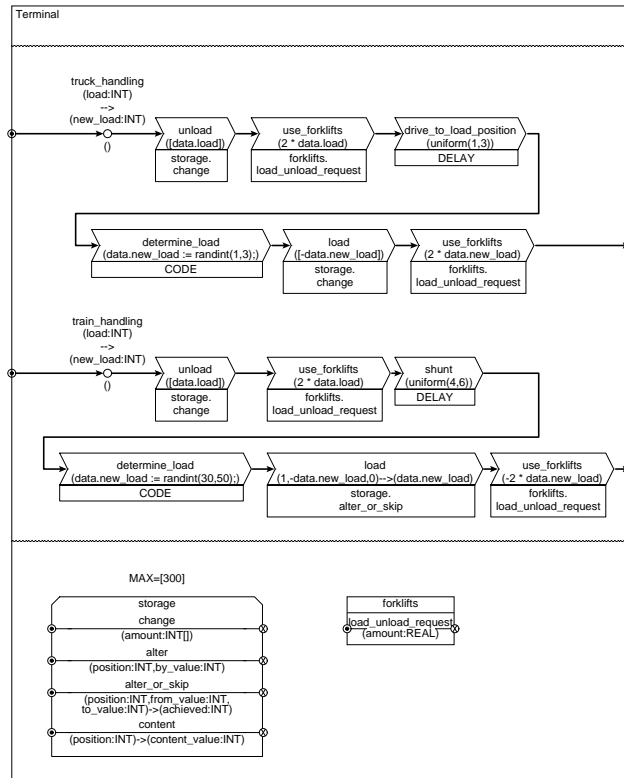 Terminal
truck_handling
(load:INT)
-->
(new_load:INT)
()
unload
([data.load])
storage.
change
use_forklifts
(2 * data.load)
forklifts.
load_unload_request
drive_to_load_position
(uniform(1,3))
DELAY
determine_load
(data.new_load := randint(1,3);)
CODE
load
([-data.new_load])
storage.
change
use_forklifts
(2 * data.new_load)
forklifts.
load_unload_request
train_handling
(load:INT)
-->
(new_load:INT)
()
unload
([data.load])
storage.
change
use_forklifts
(2 * data.load)
forklifts.
load_unload_request
shunt
(uniform(4,6))
DELAY
determine_load
(data.new_load := randint(30,50);)
CODE
load
(1,-data.new_load,0)-->(data.new_load)
storage.
alter_or_skip
use_forklifts
(-2 * data.new_load)
forklifts.
load_unload_request
MAX=[300]
storage
change
(amount:INT[])
alter
(position:INT,by_value:INT)
alter_or_skip
(position:INT,from_value:INT,
to_value:INT)->(achieved:INT)
content
(position:INT)->(content_value:INT)
forklifts
load_unload_request
(amount:REAL)